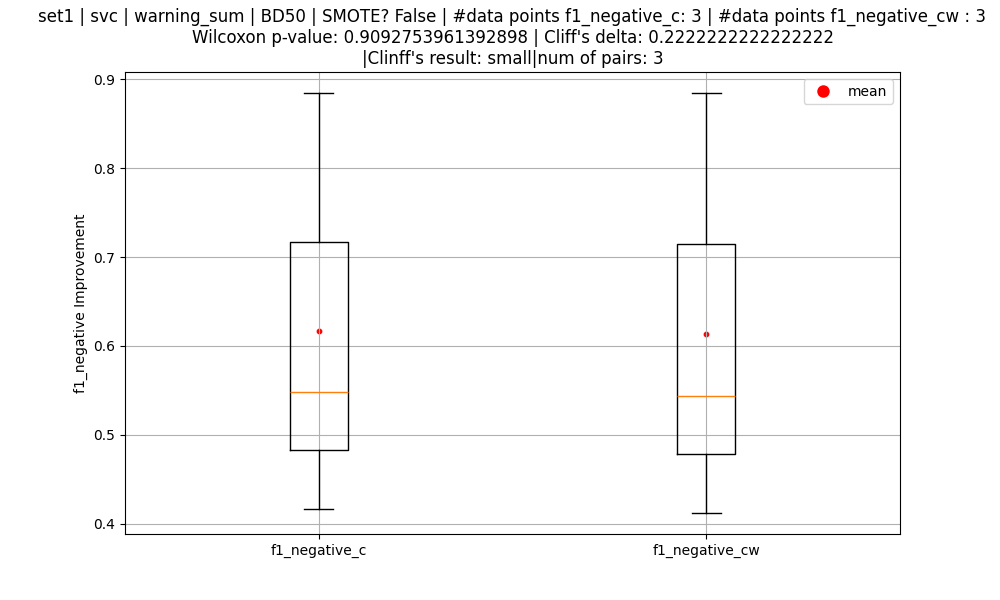 set1 | svc | warning_sum | BD50 | SMOTE? False | #data points f1_negative_c: 3 | #data points f1_negative_cw : 3
Wilcoxon p-value: 0.9092753961392898 | Cliff's delta: 0.2222222222222222
|Clinff's result: small|num of pairs: 3
mean
0.9
0.8
0.7
0.6
0.5
0.4
f1_negative Improvement
f1_negative_c
f1_negative_cw